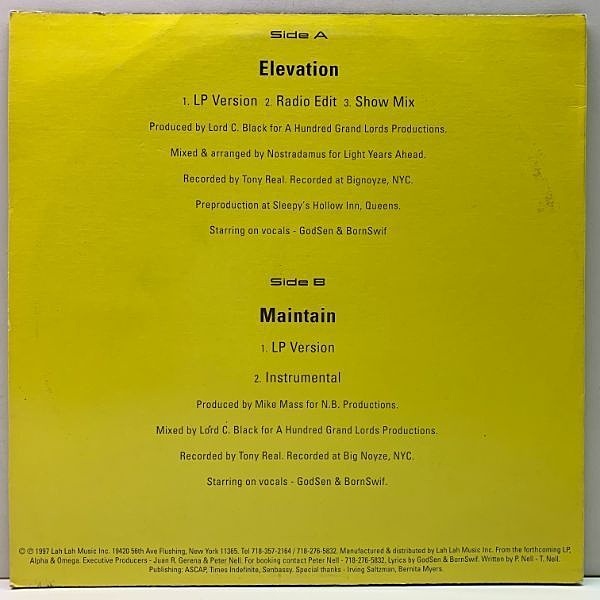 Side A
Elevation
1. LP Version 2. Radio Edit 3. Show Mix
Produced by Lord C. Black for A Hundred Grand Lords Productions.
Mixed & arranged by Nostradamus for Light Years Ahead.
Recorded by Tony Real. Recorded at Bignoyze, NYC.
Preproduction at Sleepy's Hollow Inn, Queens.
Starring on vocals - GodSen & BornSwif
Side B
Maintain
1. LP Version
2. Instrumental
Produced by Mike Mass for N.B. Productions.
Mixed by Lord C. Black for A Hundred Grand Lords Productions.
Recorded by Tony Real. Recorded at Big Noyze, NYC.
Starring on vocals - GodSen & BornSwif.
© ℗ 1997 Lah Lah Music Inc. 19420 56th Ave Flushing, New York 11365. Tel 718-357-2164 / 718-276-5832. Manufactured & distributed by Lah Lah Music Inc. From the forthcoming LP,
Alpha & Omega. Executive Producers - Juan R. Gerena & Peter Nell. For booking contact Peter Nell - 718-276-5832. Lyrics by GodSen & BornSwif. Written by P. Nell - T. Nell.
Publishing: ASCAP, Times Indefinite, Senbassy. Special thanks - Irving Saltzman, Bernita Myers.